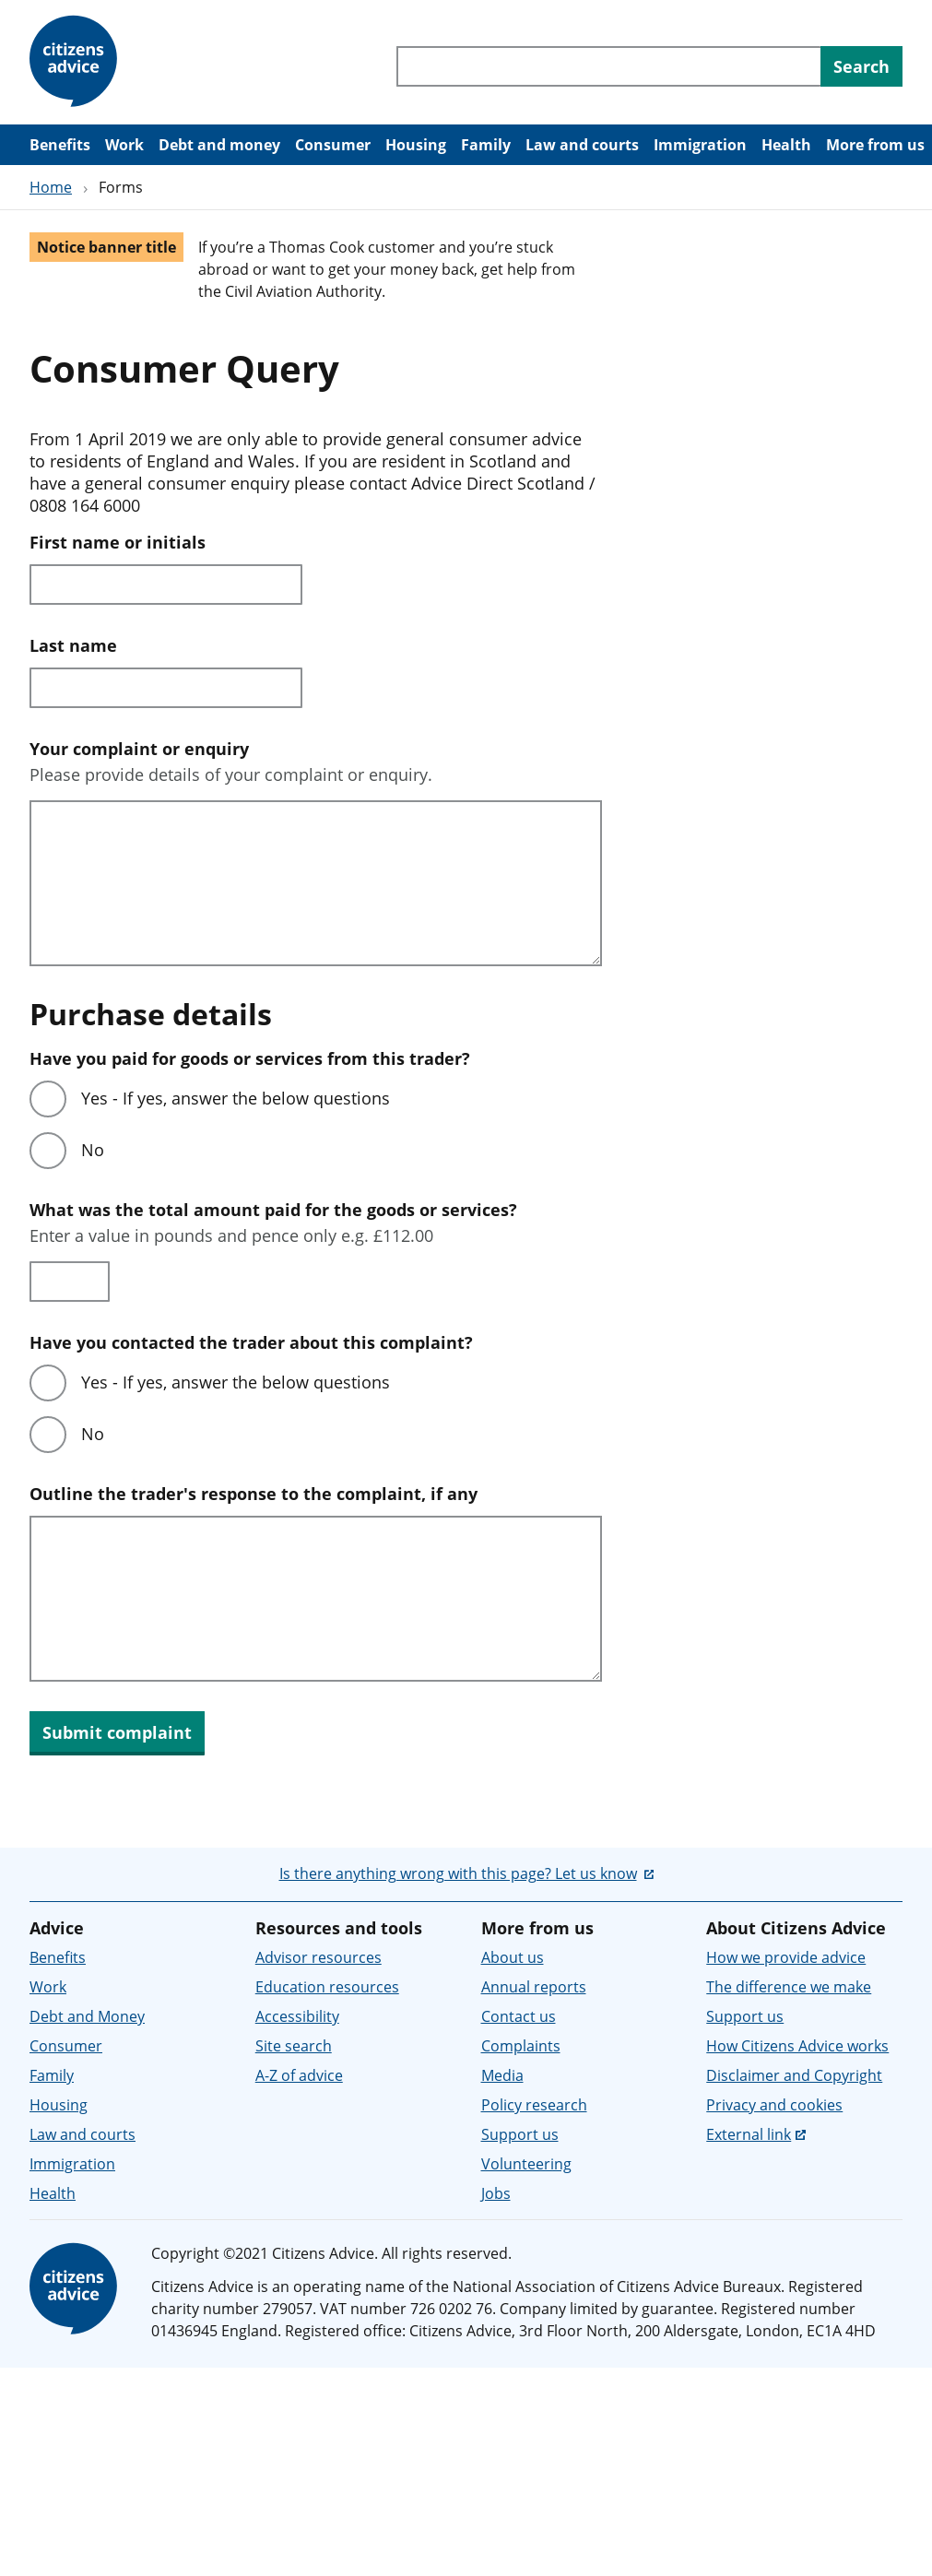 citizens
advice
Search
Benefits Work Debt and money Consumer Housing Family Law and courts Immigration Health More from us
Home › Forms
Notice banner title
If you’re a Thomas Cook customer and you’re stuck
abroad or want to get your money back, get help from
the Civil Aviation Authority.
Consumer Query
From 1 April 2019 we are only able to provide general consumer advice
to residents of England and Wales. If you are resident in Scotland and
have a general consumer enquiry please contact Advice Direct Scotland /
0808 164 6000
First name or initials
Last name
Your complaint or enquiry
Please provide details of your complaint or enquiry.
Purchase details
Have you paid for goods or services from this trader?
Yes - If yes, answer the below questions
No
What was the total amount paid for the goods or services?
Enter a value in pounds and pence only e.g. £112.00
Have you contacted the trader about this complaint?
Yes - If yes, answer the below questions
No
Outline the trader's response to the complaint, if any
Submit complaint
Is there anything wrong with this page? Let us know
Advice
Benefits
Work
Debt and Money
Consumer
Family
Housing
Law and courts
Immigration
Health
Resources and tools
Advisor resources
Education resources
Accessibility
Site search
A-Z of advice
More from us
About us
Annual reports
Contact us
Complaints
Media
Policy research
Support us
Volunteering
Jobs
About Citizens Advice
How we provide advice
The difference we make
Support us
How Citizens Advice works
Disclaimer and Copyright
Privacy and cookies
External link
citizens
advice
Copyright ©2021 Citizens Advice. All rights reserved.
Citizens Advice is an operating name of the National Association of Citizens Advice Bureaux. Registered
charity number 279057. VAT number 726 0202 76. Company limited by guarantee. Registered number
01436945 England. Registered office: Citizens Advice, 3rd Floor North, 200 Aldersgate, London, EC1A 4HD